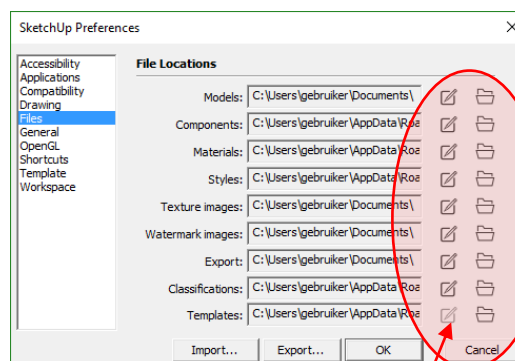 SketchUp Preferences
Accessibility
Applications
Compatibility
Drawing
Files
General
OpenGL
Shortcuts
Template
Workspace
File Locations
Models: C:\Users\gebruiker\Documents\
Components: C:\Users\gebruiker\AppData\Roa
Materials: C:\Users\gebruiker\AppData\Roa
Styles: C:\Users\gebruiker\AppData\Roa
Texture images: C:\Users\gebruiker\Documents\
Watermark images: C:\Users\gebruiker\Documents\
Export: C:\Users\gebruiker\Documents\
Classifications: C:\Users\gebruiker\AppData\Roa
Templates: C:\Users\gebruiker\AppData\Roa
Import... Export... OK Cancel